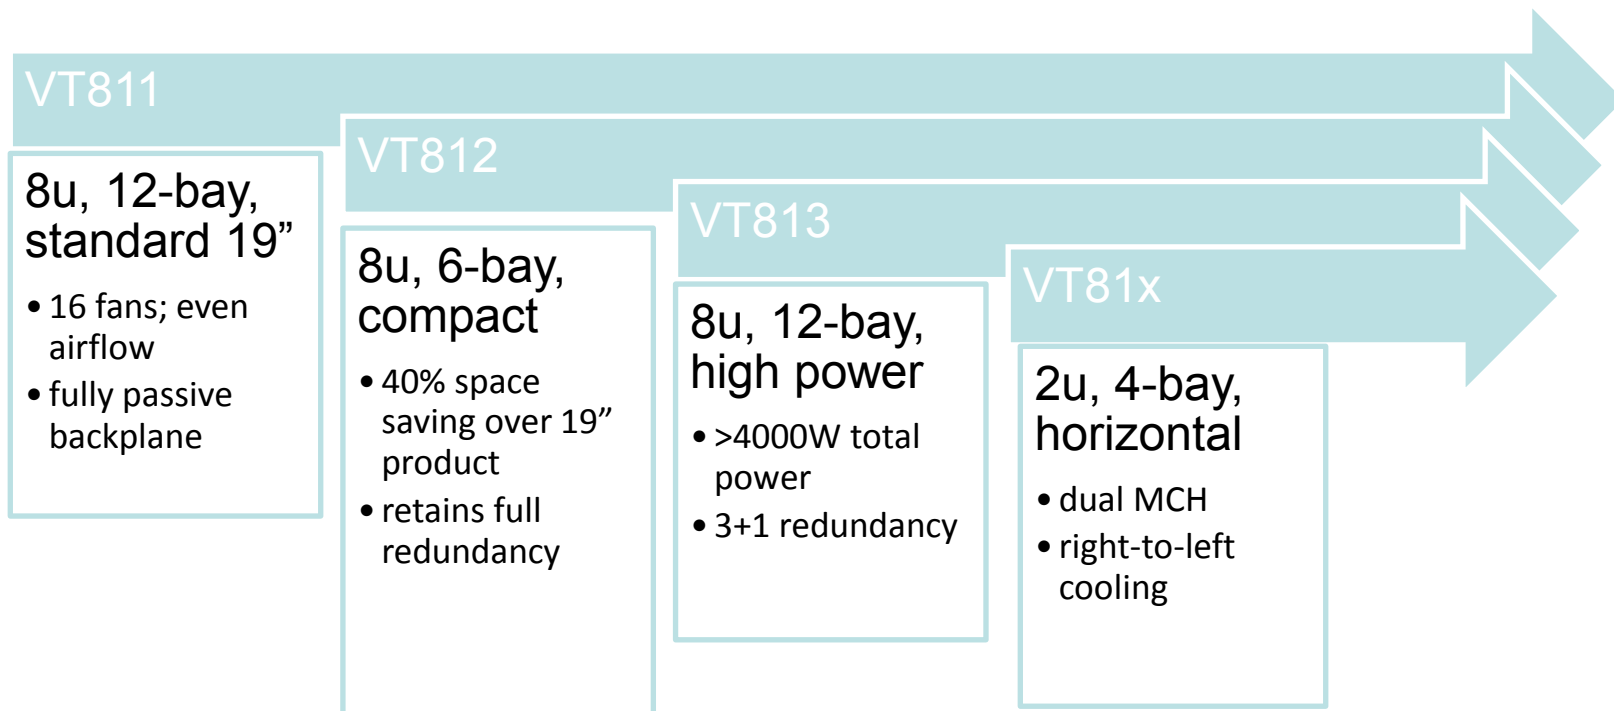 VT811
8u, 12-bay,
standard 19”
• 16 fans; even
airflow
• fully passive
backplane
VT812
8u, 6-bay,
compact
• 40% space
saving over 19”
product
• retains full
redundancy
VT813
8u, 12-bay,
high power
• >4000W total
power
• 3+1 redundancy
VT81x
2u, 4-bay,
horizontal
• dual MCH
• right-to-left
cooling